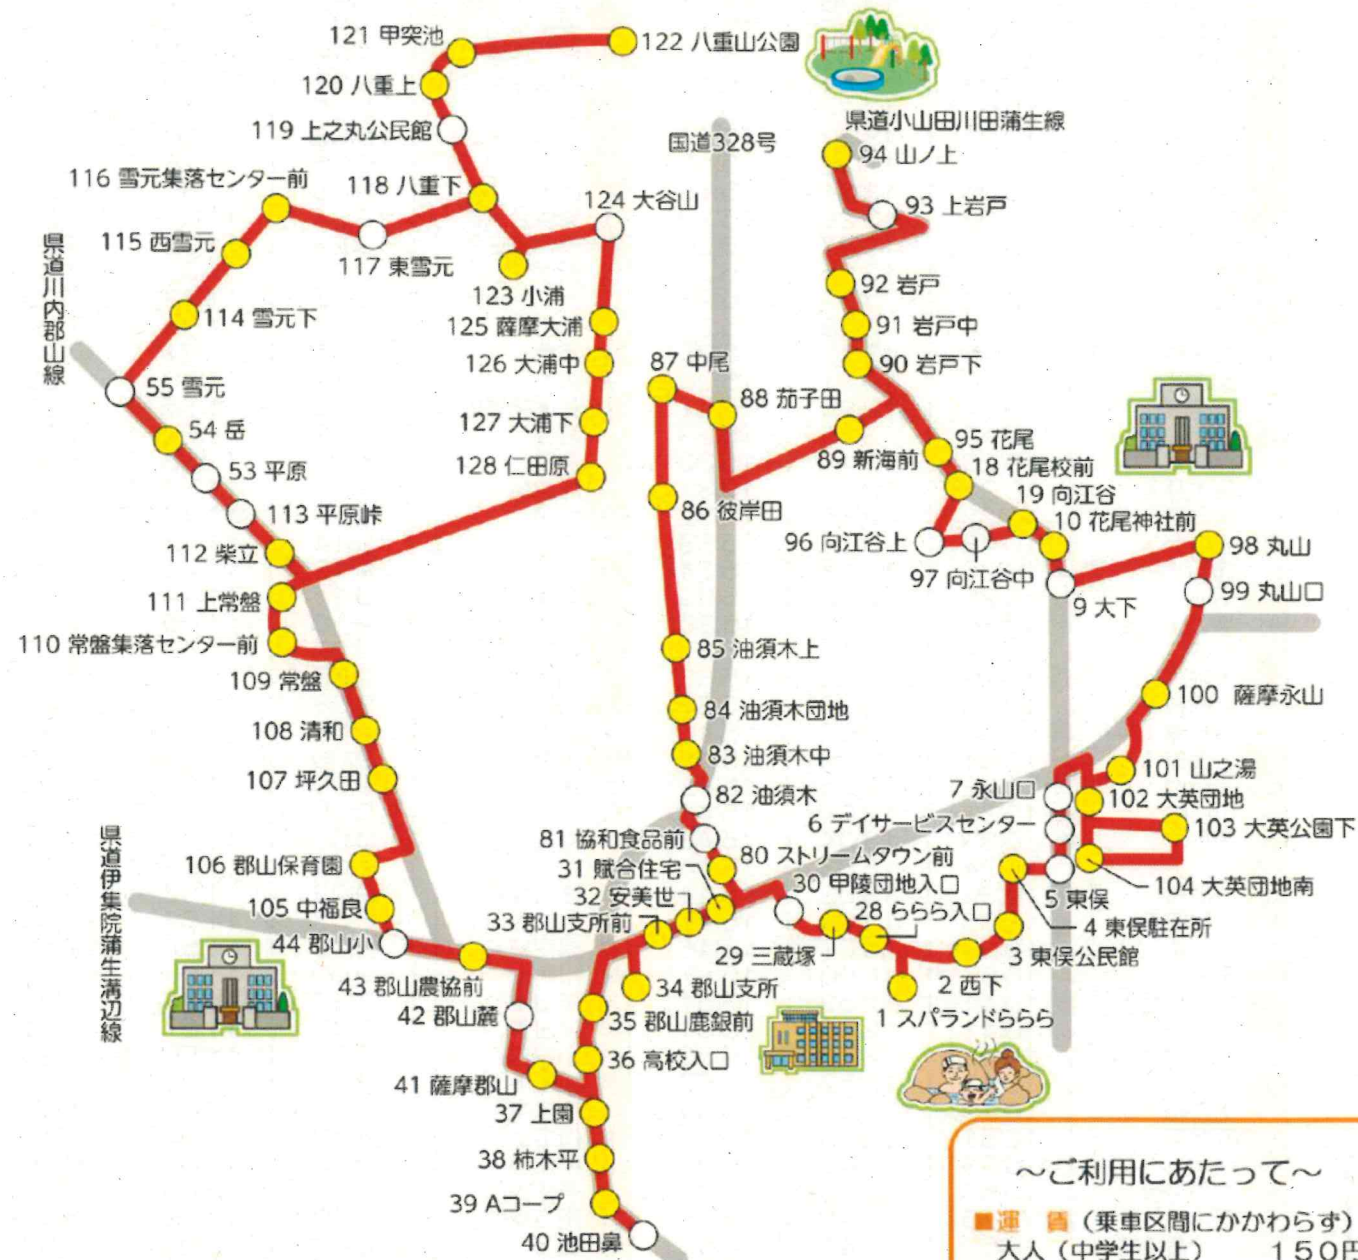 121 甲突池
122 八重山公園
120 八重上
119 上之丸公民館
県道小山田川田蒲生線
国道328号
94 山ノ上
116 雪元集落センター前
118 八重下
124 大谷山
93 上岩戸
115 西雪元
117 東雪元
県道川内郡山線
123 小浦
92 岩戸
114 雪元下
125 薩摩大浦
91 岩戸中
126 大浦中
87 中尾
90 岩戸下
55 雪元
88 茄子田
54 岳
127 大浦下
95 花尾
89 新海前
53 平原
128 仁田原
18 花尾校前
19 向江谷
113 平原峠
86 彼岸田
10 花尾神社前
96 向江谷上
98 丸山
112 柴立
97 向江谷中
99 丸山口
9 大下
111 上常盤
110 常盤集落センター前
85 油須木上
109 常盤
100 薩摩永山
84 油須木団地
108 清和
83 油須木中
101 山之湯
107 坪久田
7 永山口
102 大英団地
82 油須木
6 デイサービスセンター
103 大英公園下
県道伊集院蒲生溝辺線
81 協和食品前
80 ストリームタウン前
106 郡山保育園
31 賦合住宅
30 甲陵団地入口
104 大英団地南
32 安美世
5 東俣
105 中福良
33 郡山支所前
28 ららら入口
4 東俣駐在所
44 郡山小
29 三蔵塚
3 東俣公民館
43 郡山農協前
34 郡山支所
2 西下
42 郡山麓
35 郡山鹿銀前
1 スパランドららら
36 高校入口
41 薩摩郡山
37 上園
38 柿木平
39 Aコープ
40 池田鼻
～ご利用にあたって～
■運 賃（乗車区間にかかわらず）
大人（中学生以上） 150円